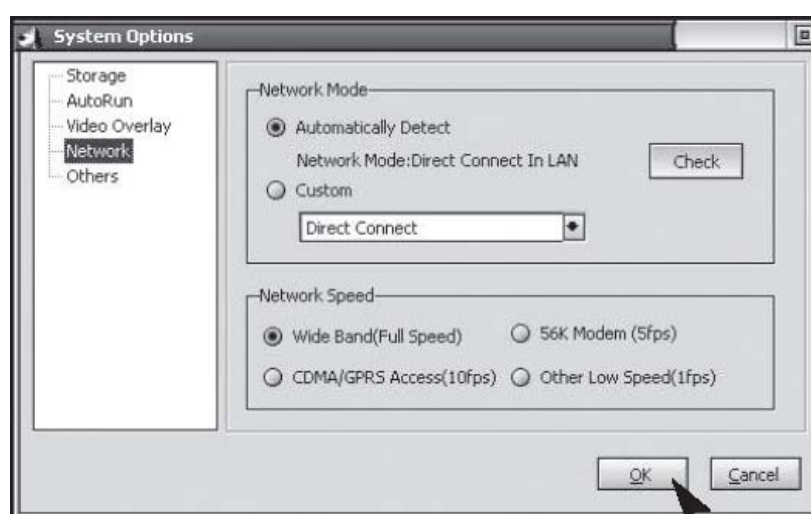 System Options
Storage
AutoRun
Video Overlay
Network
Others
Network Mode
Automatically Detect
Network Mode:Direct Connect In LAN
Check
Custom
Direct Connect
Network Speed
Wide Band(Full Speed) 56K Modem (5fps)
CDMA/GPRS Access(10fps) Other Low Speed(1fps)
OK Cancel